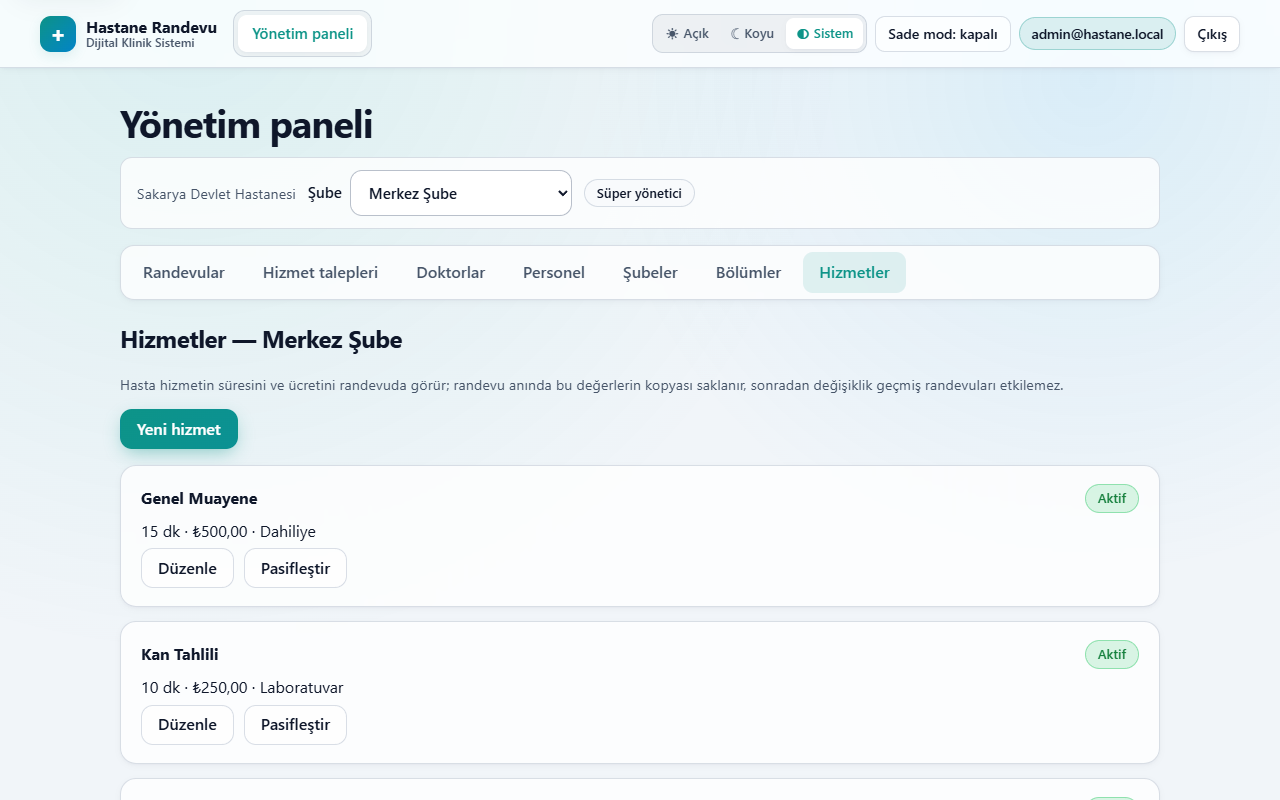 Hastane Randevu
Dijital Klinik Sistemi
Yönetim paneli
Açık
Koyu
Sistem
Sade mod: kapalı
admin@hastane.local
Çıkış
Yönetim paneli
Sakarya Devlet Hastanesi Şube Merkez Şube Süper yönetici
Randevular Hizmet talepleri Doktorlar Personel Şubeler Bölümler Hizmetler
Hizmetler — Merkez Şube
Hasta hizmetin süresini ve ücretini randevuda görür; randevu anında bu değerlerin kopyası saklanır, sonradan değişiklik geçmiş randevuları etkilemez.
Yeni hizmet
Genel Muayene Aktif
15 dk · ₺500,00 · Dahiliye
Düzenle Pasifleştir
Kan Tahlili Aktif
10 dk · ₺250,00 · Laboratuvar
Düzenle Pasifleştir